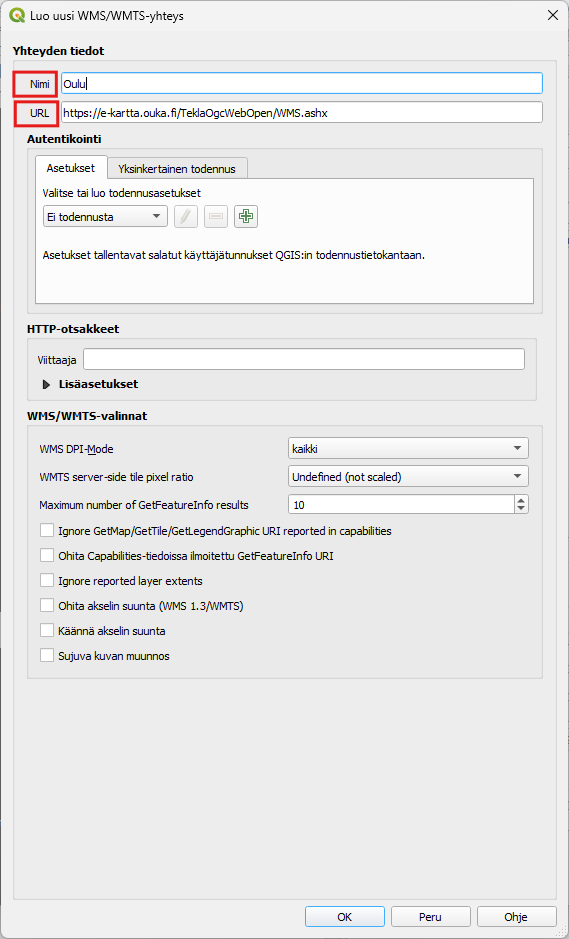 Luo uusi WMS/WMTS-yhteys
Yhteyden tiedot
Nimi Oulu
URL https://e-kartta.ouka.fi/TeklaOgcWebOpen/WMS.ashx
Autentikointi
Asetukset Yksinkertainen todennus
Valitse tai luo todennusasetukset
Ei todennusta
Asetukset tallentavat salatut käyttäjätunnukset QGIS:in todennustietokantaan.
HTTP-otsakkeet
Viittaaja
Lisäasetukset
WMS/WMTS-valinnat
WMS DPI-Mode kaikki
WMTS server-side tile pixel ratio Undefined (not scaled)
Maximum number of GetFeatureInfo results 10
Ignore GetMap/GetTile/GetLegendGraphic URI reported in capabilities
Ohita Capabilities-tiedoissa ilmoitettu GetFeatureInfo URI
Ignore reported layer extents
Ohita akselin suunta (WMS 1.3/WMTS)
Käännä akselin suunta
Sujuva kuvan muunnos
OK Peru Ohje